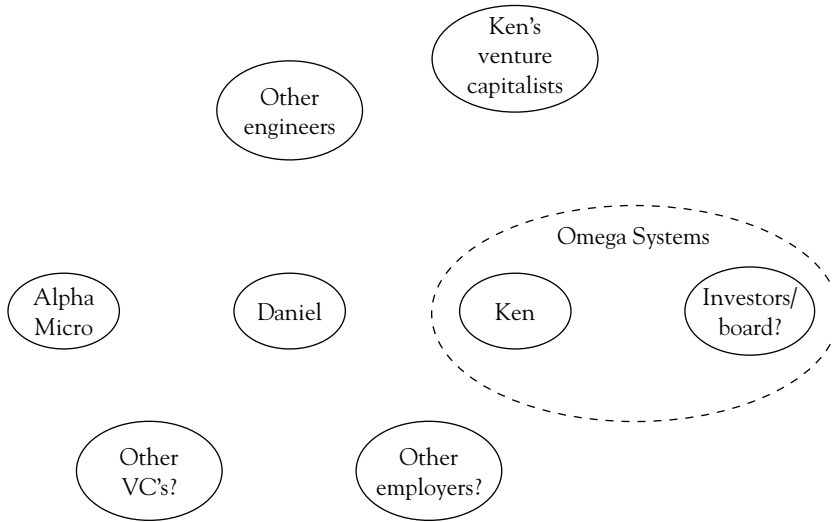 Ken's
venture
capitalists
Other
engineers
Omega Systems
Alpha
Micro
Daniel
Ken
Investors/
board?
Other
VC's?
Other
employers?